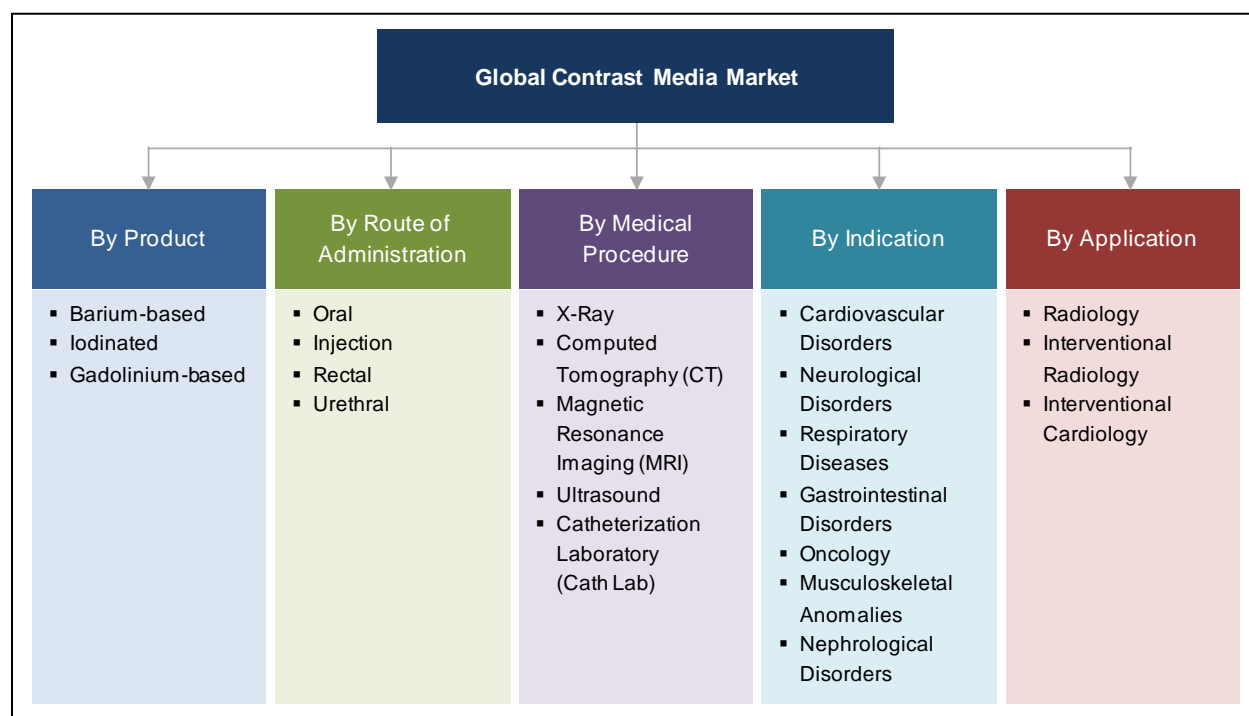 Global Contrast Media Market
By Product
▪ Barium-based
▪ Iodinated
▪ Gadolinium-based
By Route of
Administration
▪ Oral
▪ Injection
▪ Rectal
▪ Urethral
By Medical
Procedure
▪ X-Ray
▪ Computed
Tomography (CT)
▪ Magnetic
Resonance
Imaging (MRI)
▪ Ultrasound
▪ Catheterization
Laboratory
(Cath Lab)
By Indication
▪ Cardiovascular
Disorders
▪ Neurological
Disorders
▪ Respiratory
Diseases
▪ Gastrointestinal
Disorders
▪ Oncology
▪ Musculoskeletal
Anomalies
▪ Nephrological
Disorders
By Application
▪ Radiology
▪ Interventional
Radiology
▪ Interventional
Cardiology